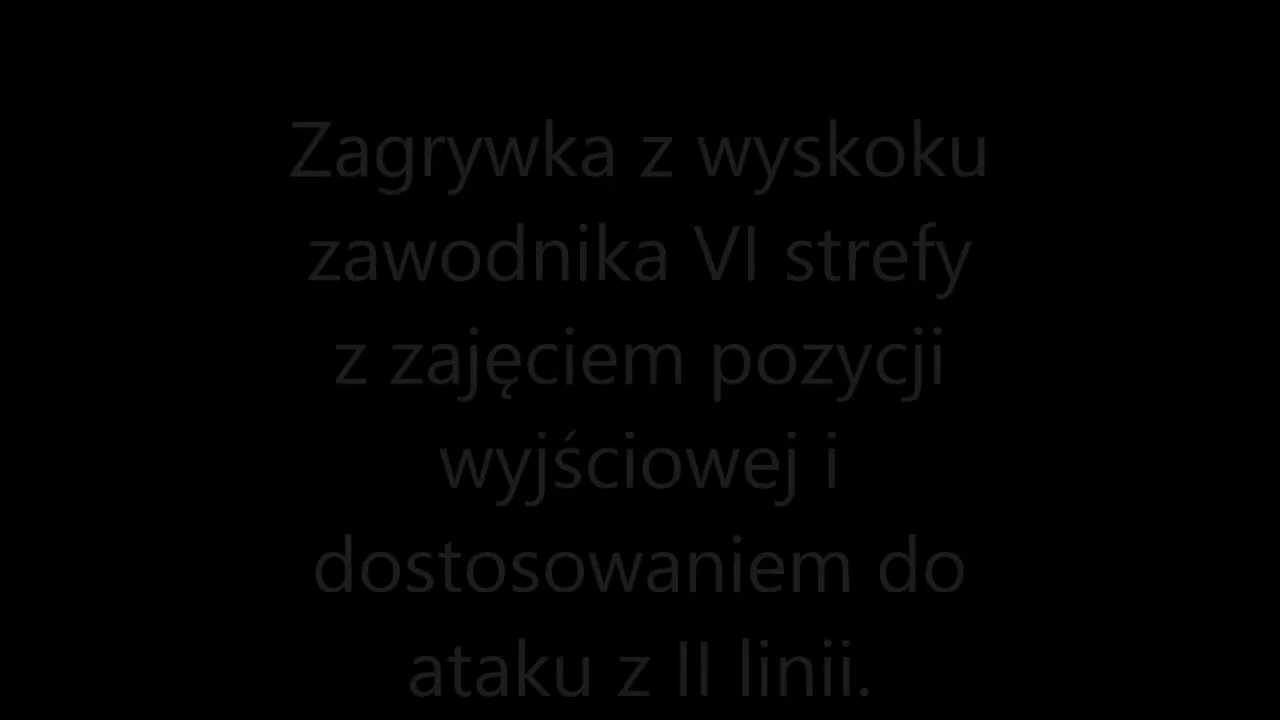 Zagrywka z wyskoku
zawodnika VI strefy
z zajęciem pozycji
wyjściowej i
dostosowaniem do
ataku z II linii.